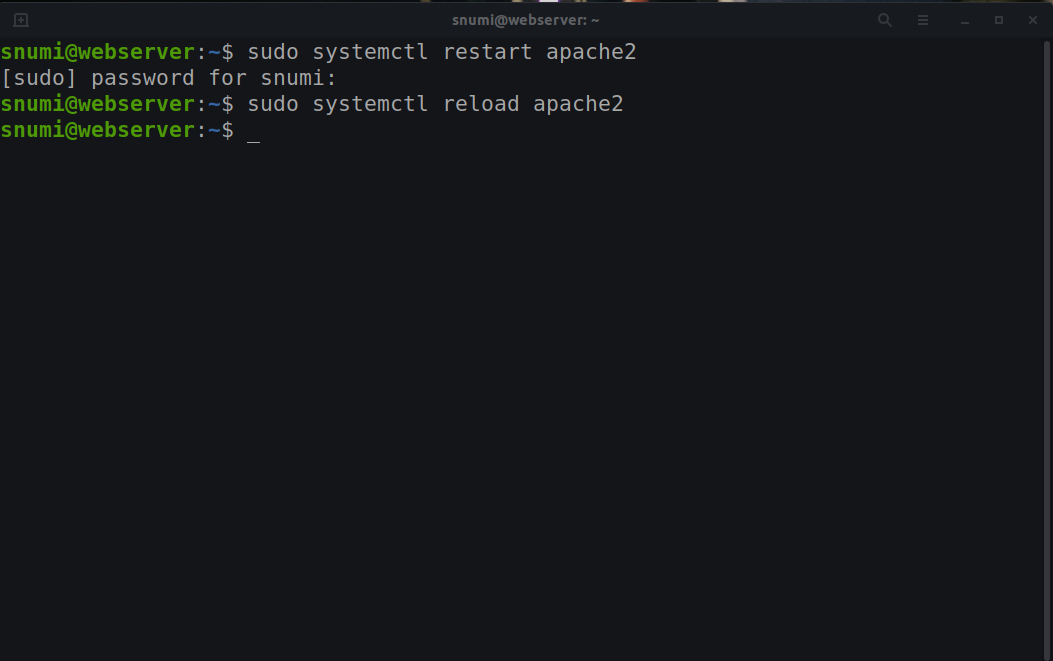 snumi@webserver: ~
snumi@webserver:~$ sudo systemctl restart apache2
[sudo] password for snumi:
snumi@webserver:~$ sudo systemctl reload apache2
snumi@webserver:~$ _